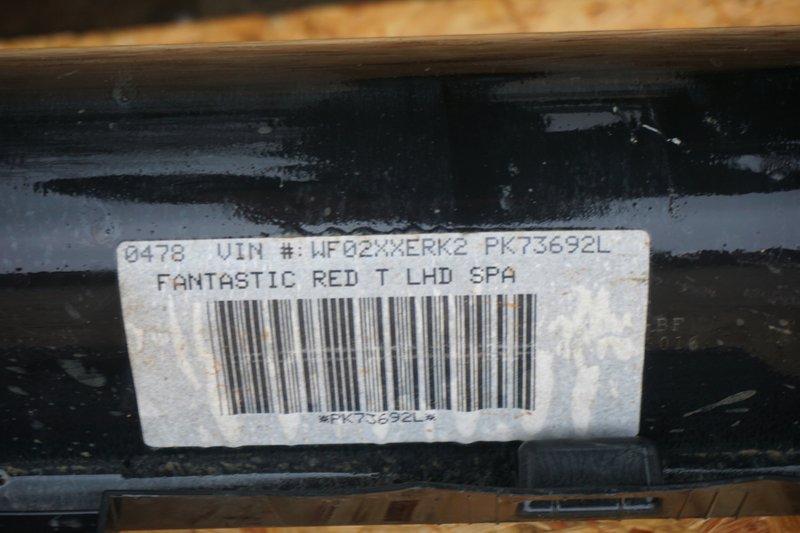 0478 VIN #: WF02XXERK2 PK73692L
FANTASTIC RED T LHD SPA
*PK73692L*